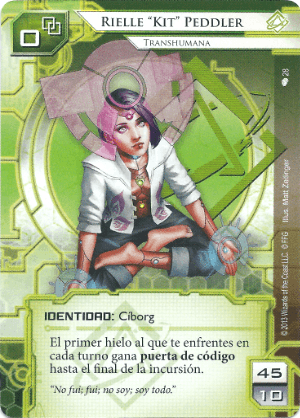 0
RIELLE "KIT" PEDDLER
TRANSHUMANA
28
Illus. Matt Zeilinger
© 2013 Wizards of the Coast LLC. © FFG
IDENTIDAD: Cíborg
El primer hielo al que te enfrentes en
cada turno gana puerta de código
hasta el final de la incursión.
"No fui; fui; no soy; soy todo."
45
10